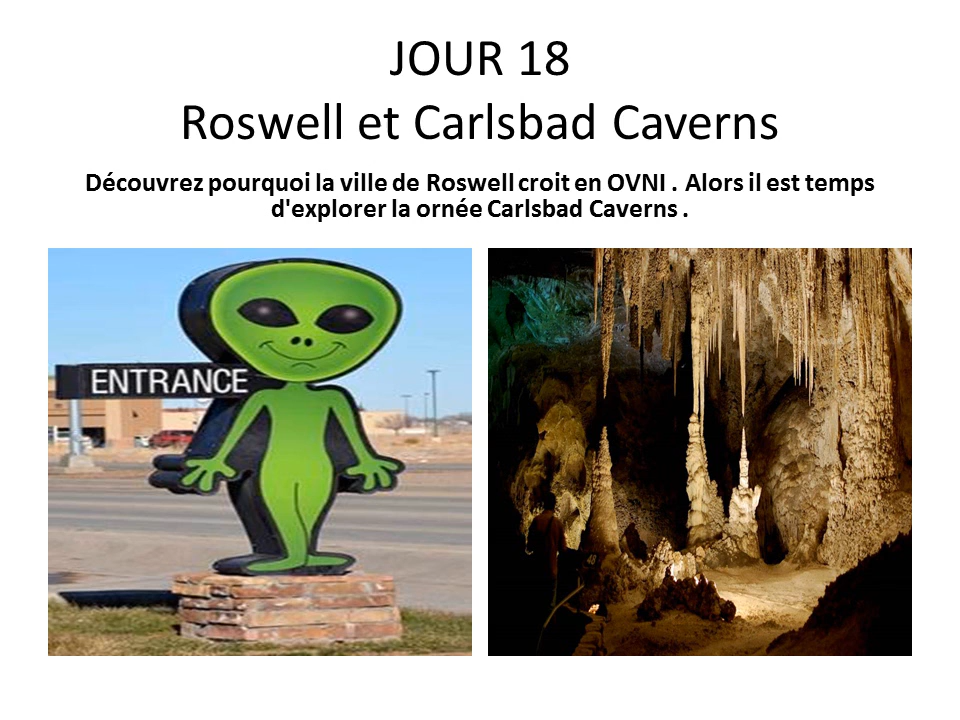 JOUR 18
Roswell et Carlsbad Caverns
Découvrez pourquoi la ville de Roswell croit en OVNI . Alors il est temps
d'explorer la ornée Carlsbad Caverns .
ENTRANCE